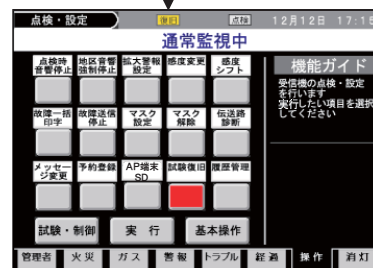 点検・設定 復旧 点検 12月12日 17:15
通常監視中
点検時音響停止 地区音響強制停止 拡大警報設定 感度変更 感度シフト
故障一括印字 故障送信停止 マスク設定 マスク解除 伝送路診断
メッセージ変更 予約登録 AP端末SD 試験復旧 履歴管理
試験・制御 実行 基本操作
機能ガイド
受信機の点検・設定
を行います
実行したい項目を選択
してください
管理者 火災 ガス 警報 トラブル 経過 操作 消灯